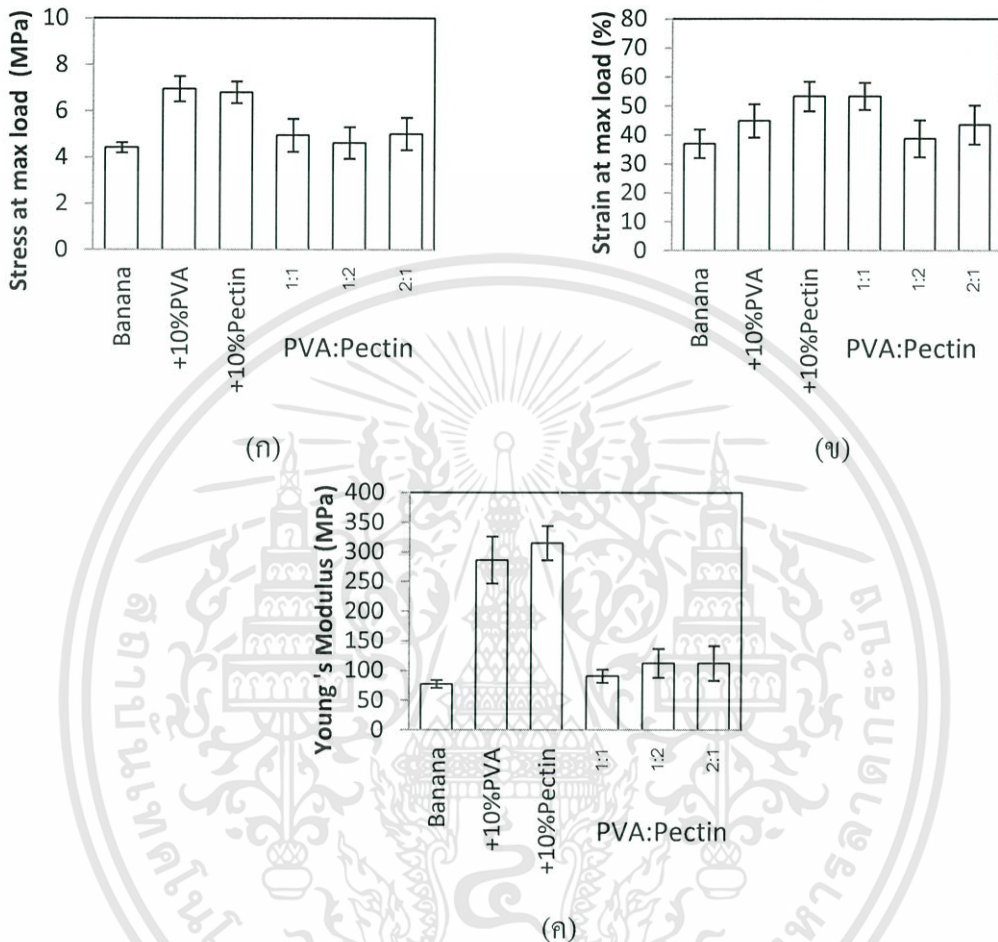 Stress at max load (MPa)
10
8
6
4
2
0
Banana
+10%PVA
+10%Pectin
1:1
1:2
2:1
PVA:Pectin
(ก)
Strain at max load (%)
80
70
60
50
40
30
20
10
0
Banana
+10%PVA
+10%Pectin
1:1
1:2
2:1
PVA:Pectin
(ข)
Young 's Modulus (MPa)
400
350
300
250
200
150
100
50
0
Banana
+10%PVA
+10%Pectin
1:1
1:2
2:1
PVA:Pectin
(ค)